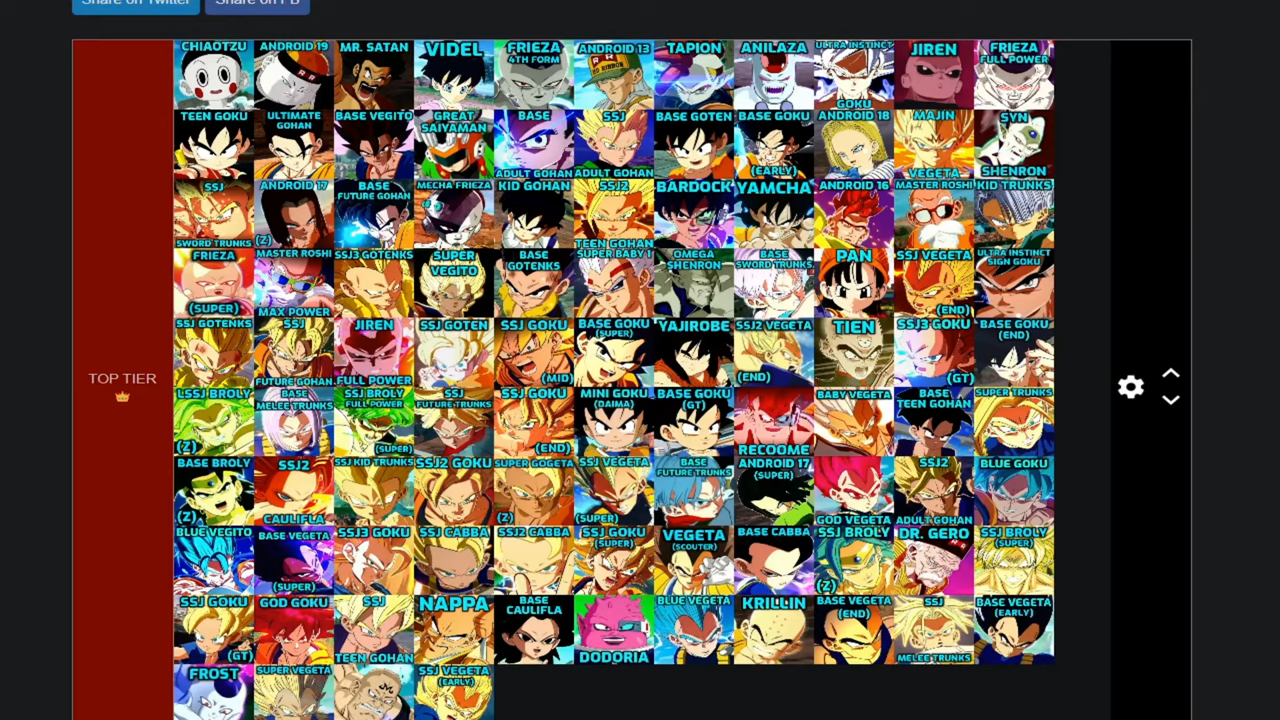 Share on Twitter Share on FB
TOP TIER
CHIAOTZU
ANDROID 19
MR. SATAN
VIDEL
FRIEZA
4TH FORM
ANDROID 13
TAPION
ANILAZA
ULTRA INSTINCT
GOKU
JIREN
FRIEZA
FULL POWER
TEEN GOKU
ULTIMATE
GOHAN
BASE VEGITO
GREAT
SAIYAMAN
BASE
ADULT GOHAN
SSJ
ADULT GOHAN
BASE GOTEN
BASE GOKU
(EARLY)
ANDROID 18
MAJIN
VEGETA
SYN
SHENRON
SSJ
SWORD TRUNKS
ANDROID 17
(Z)
BASE
FUTURE GOHAN
MECHA FRIEZA
KID GOHAN
SSJ2
TEEN GOHAN
BARDOCK
YAMCHA
ANDROID 16
MASTER ROSHI
KID TRUNKS
FRIEZA
(SUPER)
MASTER ROSHI
MAX POWER
SSJ3 GOTENKS
SUPER
VEGITO
BASE
GOTENKS
SUPER BABY 1
OMEGA
SHENRON
BASE
SWORD TRUNKS
PAN
SSJ VEGETA
(END)
ULTRA INSTINCT
SIGN GOKU
SSJ GOTENKS
SSJ
FUTURE GOHAN
JIREN
FULL POWER
SSJ GOTEN
SSJ GOKU
(MID)
BASE GOKU
(SUPER)
YAJIROBE
SSJ2 VEGETA
(END)
TIEN
SSJ3 GOKU
(GT)
BASE GOKU
(END)
LSSJ BROLY
(Z)
BASE
MELEE TRUNKS
SSJ BROLY
FULL POWER
(SUPER)
SSJ
FUTURE TRUNKS
SSJ GOKU
(END)
MINI GOKU
(DAIMA)
BASE GOKU
(GT)
RECOOME
BABY VEGETA
BASE
TEEN GOHAN
SUPER TRUNKS
BASE BROLY
(Z)
SSJ2
CAULIFLA
SSJ KID TRUNKS
SSJ2 GOKU
SUPER GOGETA
(Z)
SSJ VEGETA
(SUPER)
BASE
FUTURE TRUNKS
ANDROID 17
(SUPER)
GOD VEGETA
SSJ2
ADULT GOHAN
BLUE GOKU
BLUE VEGITO
BASE VEGETA
(SUPER)
SSJ3 GOKU
SSJ CABBA
SSJ2 CABBA
SSJ GOKU
(SUPER)
VEGETA
(SCOUTER)
BASE CABBA
SSJ BROLY
(Z)
DR. GERO
SSJ BROLY
(SUPER)
SSJ GOKU
(GT)
GOD GOKU
SSJ
TEEN GOHAN
NAPPA
BASE
CAULIFLA
DODORIA
BLUE VEGETA
KRILLIN
BASE VEGETA
(END)
SSJ
MELEE TRUNKS
BASE VEGETA
(EARLY)
FROST
SUPER VEGETA
SSJ VEGETA
(EARLY)